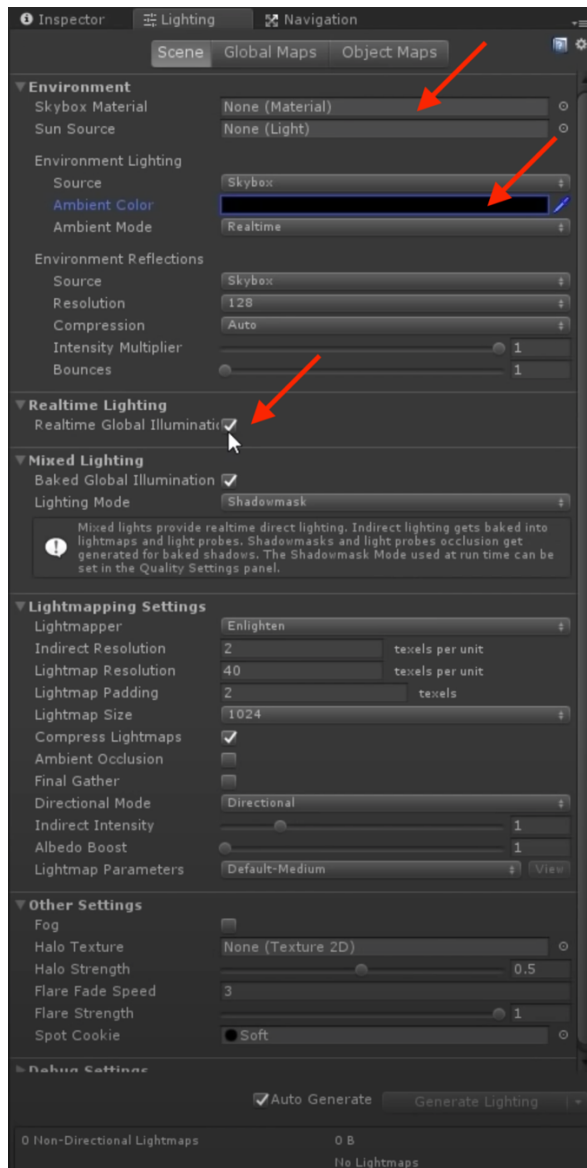 Inspector Lighting Navigation
Scene Global Maps Object Maps
Environment
Skybox Material None (Material)
Sun Source None (Light)
Environment Lighting
Source Skybox
Ambient Color
Ambient Mode Realtime
Environment Reflections
Source Skybox
Resolution 128
Compression Auto
Intensity Multiplier 1
Bounces 1
Realtime Lighting
Realtime Global Illuminatio
Mixed Lighting
Baked Global Illumination
Lighting Mode Shadowmask
Mixed lights provide realtime direct lighting. Indirect lighting gets baked into
lightmaps and light probes. Shadowmasks and light probes occlusion get
generated for baked shadows. The Shadowmask Mode used at run time can be
set in the Quality Settings panel.
Lightmapping Settings
Lightmapper Enlighten
Indirect Resolution 2 texels per unit
Lightmap Resolution 40 texels per unit
Lightmap Padding 2 texels
Lightmap Size 1024
Compress Lightmaps
Ambient Occlusion
Final Gather
Directional Mode Directional
Indirect Intensity 1
Albedo Boost 1
Lightmap Parameters Default-Medium View
Other Settings
Fog
Halo Texture None (Texture 2D)
Halo Strength 0.5
Flare Fade Speed 3
Flare Strength 1
Spot Cookie Soft
Debug Settings
Auto Generate Generate Lighting
0 Non-Directional Lightmaps 0 B
No Lightmaps